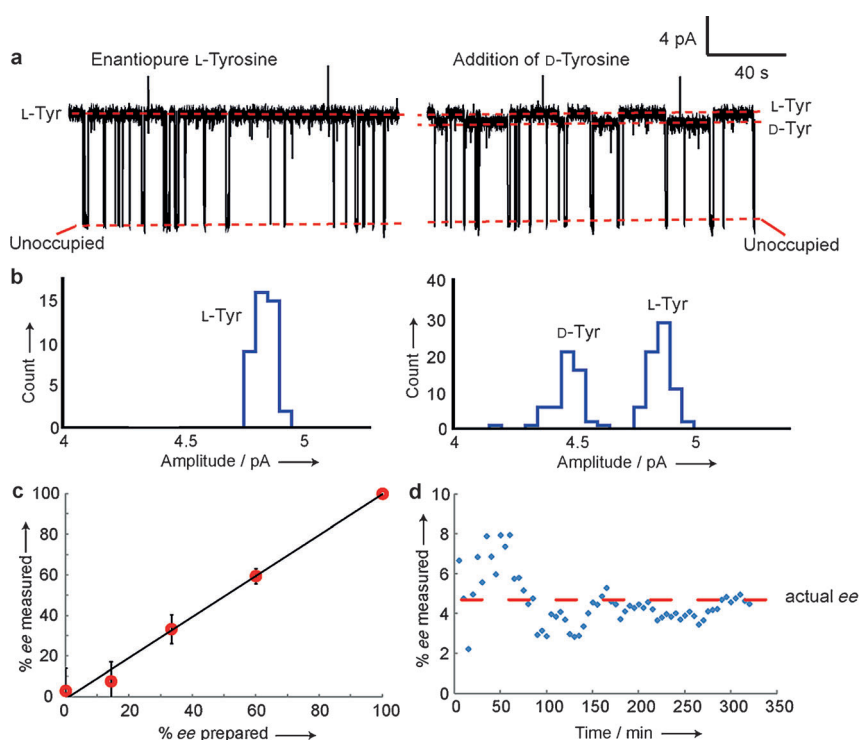 4 pA
40 s
a
Enantiopure L-Tyrosine
Addition of D-Tyrosine
L-Tyr
L-Tyr
D-Tyr
Unoccupied
Unoccupied
b
L-Tyr
15
10
5
0
Count →
4
4.5
5
Amplitude / pA →
D-Tyr
L-Tyr
40
30
20
10
0
Count →
4
4.5
5
Amplitude / pA →
c
100
80
60
40
20
0
% ee measured →
0
20
40
60
80
100
% ee prepared →
d
10
8
6
4
2
0
% ee measured →
actual ee
0
50
100
150
200
250
300
350
Time / min →